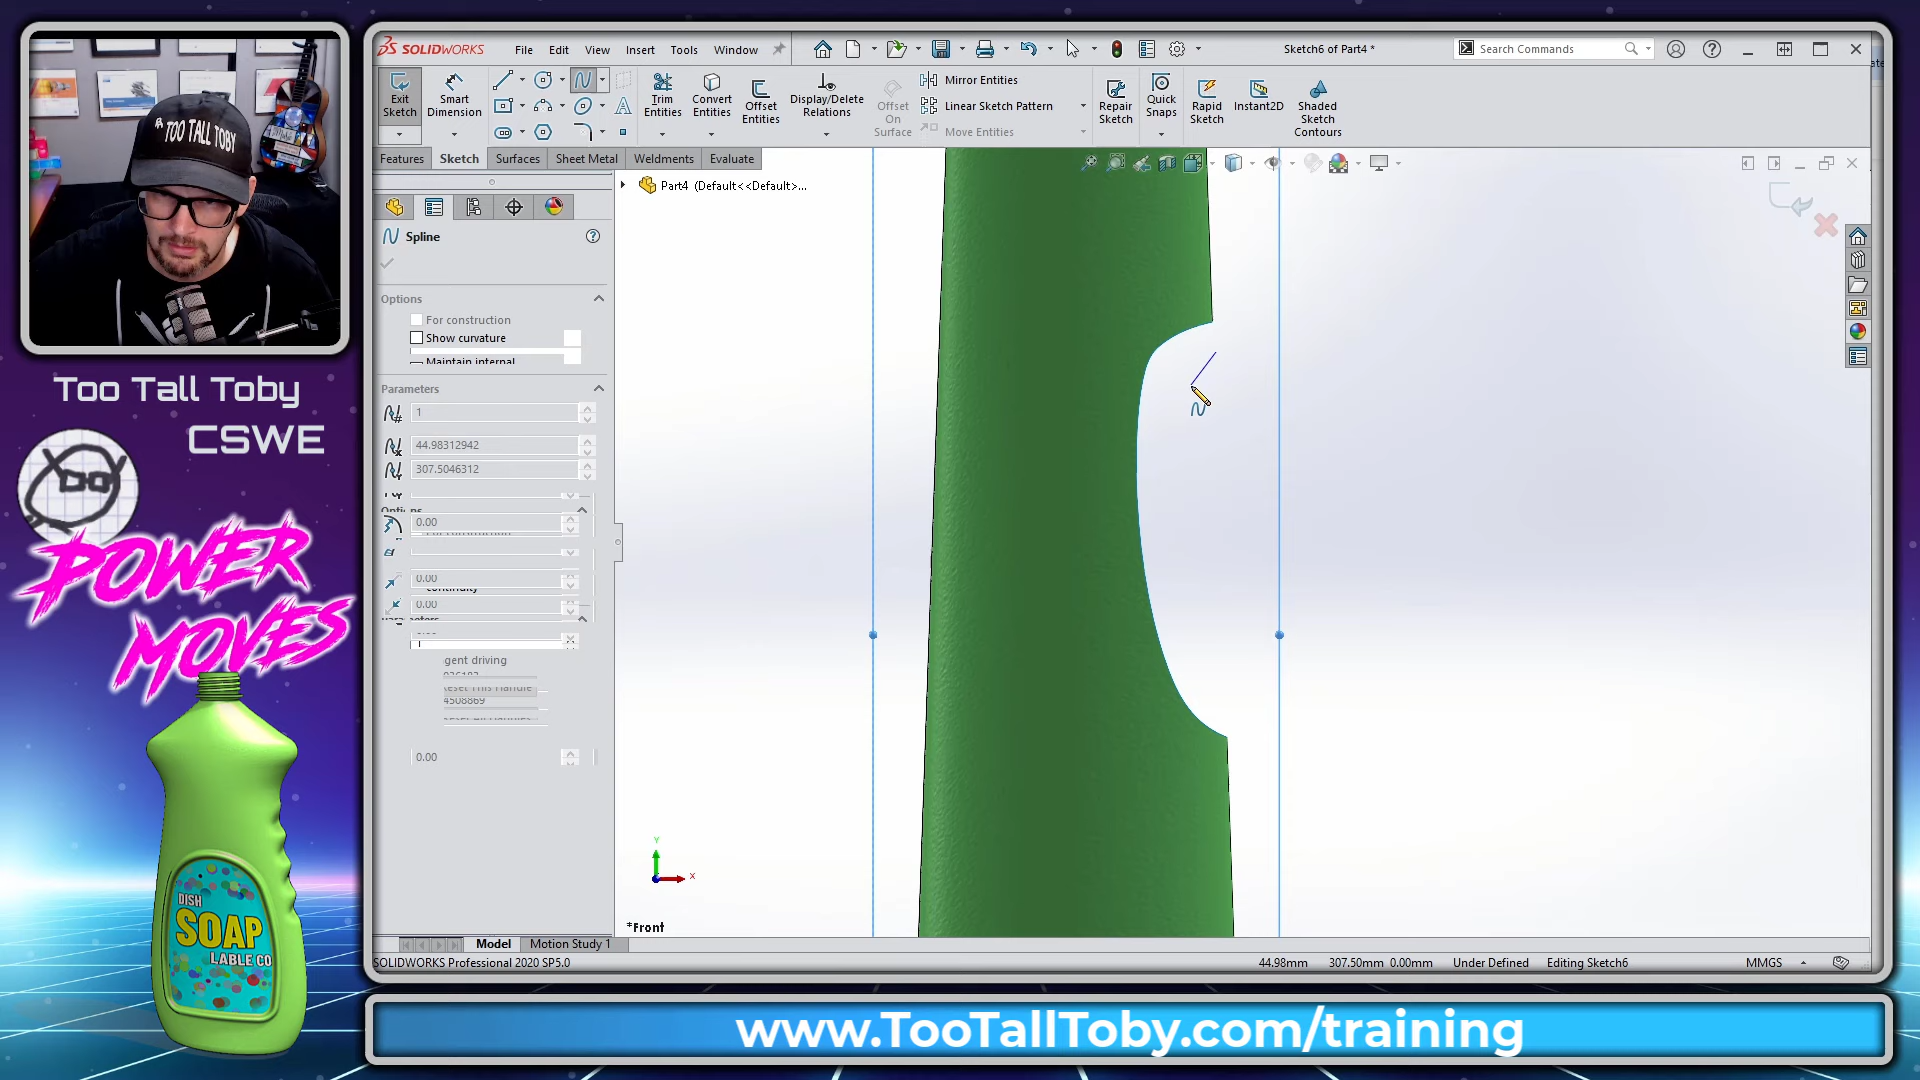 TOO TALL TOBY
Too Tall Toby
CSWE
POWER
MOVES
DISH
SOAP
LABLE CO
SOLIDWORKS
File
Edit
View
Insert
Tools
Window
Sketch6 of Part4 *
Search Commands
Exit Sketch
Smart Dimension
Trim Entities
Convert Entities
Offset Entities
Display/Delete Relations
Offset On Surface
Mirror Entities
Linear Sketch Pattern
Move Entities
Repair Sketch
Quick Snaps
Rapid Sketch
Instant2D
Shaded Sketch Contours
Features
Sketch
Surfaces
Sheet Metal
Weldments
Evaluate
Part4 (Default<<Default>...
Spline
Options
For construction
Show curvature
Maintain internal
Parameters
1
44.98312942
307.5046312
0.00
0.00
0.00
gent driving
4508869
0.00
Y
X
*Front
Model
Motion Study 1
SOLIDWORKS Professional 2020 SP5.0
44.98mm
307.50mm
0.00mm
Under Defined
Editing Sketch6
MMGS
www.TooTallToby.com/training